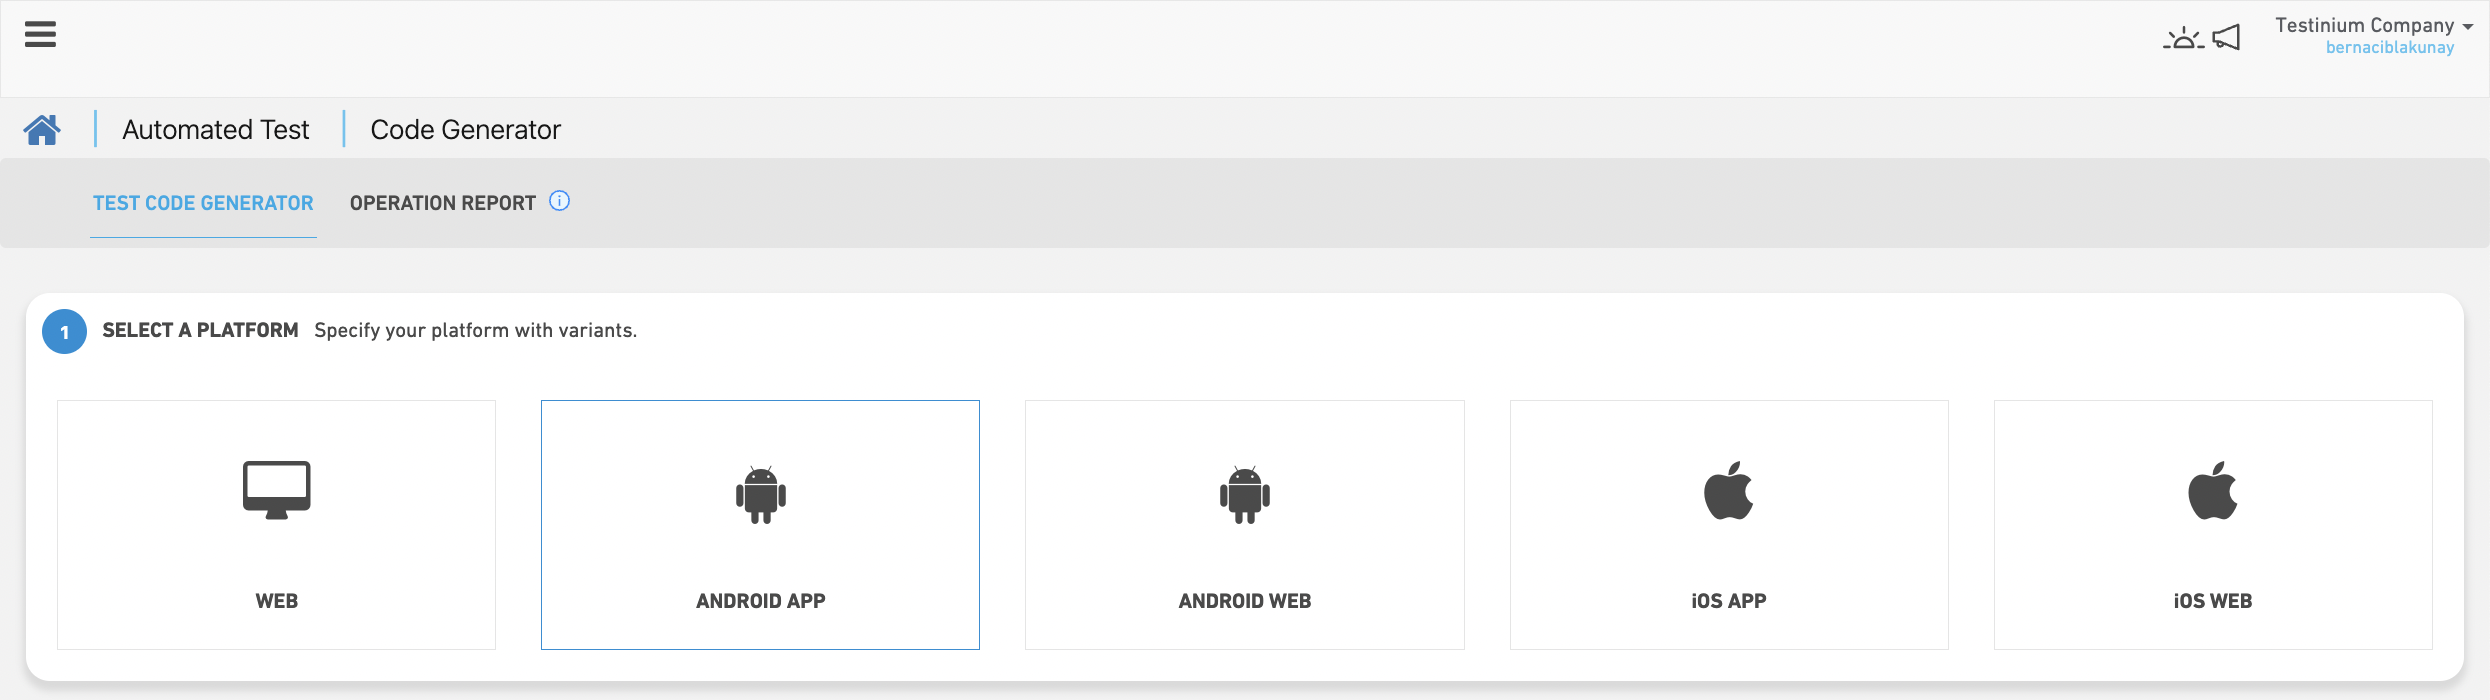 Testinium Company
bernaciblakunay
Automated Test
Code Generator
TEST CODE GENERATOR
OPERATION REPORT
1
SELECT A PLATFORM Specify your platform with variants.
WEB
ANDROID APP
ANDROID WEB
iOS APP
iOS WEB